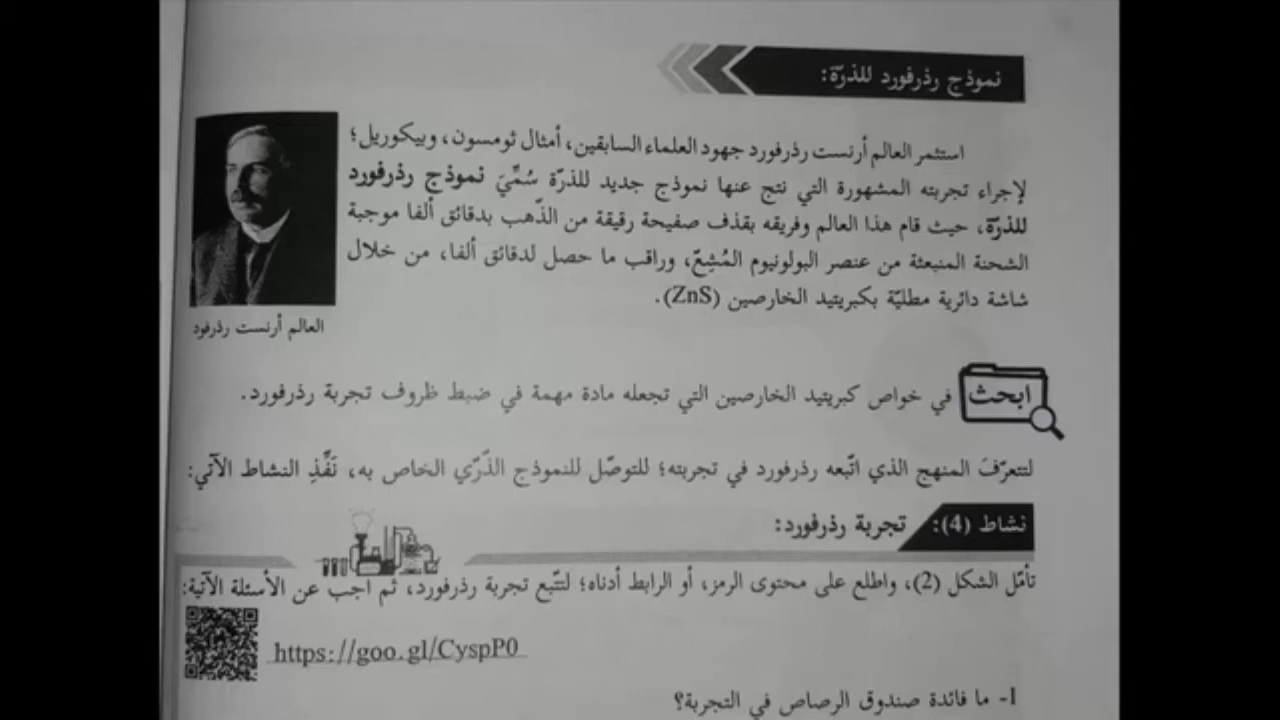 نموذج رذرفورد للذرّة:
استثمر العالم أرنست رذرفورد جهود العلماء السابقين، أمثال ثومسون، وبيكوريل؛
لإجراء تجربته المشهورة التي نتج عنها نموذج جديد للذرّة سُمِّيَ نموذج رذرفورد
للذرّة، حيث قام هذا العالم وفريقه بقذف صفيحة رقيقة من الذّهب بدقائق ألفا موجبة
الشحنة المنبعثة من عنصر البولونيوم المُشِعّ، وراقب ما حصل لدقائق ألفا، من خلال
شاشة دائرية مطليّة بكبريتيد الخارصين (ZnS).
العالم أرنست رذرفود
ابحث في خواص كبريتيد الخارصين التي تجعله مادة مهمة في ضبط ظروف تجربة رذرفورد.
لتتعرّفَ المنهج الذي اتّبعه رذرفورد في تجربته؛ للتوصّل للنموذج الذّرّي الخاص به، نَفِّذِ النشاط الآتي:
نشاط (4): تجربة رذرفورد:
تأمّل الشكل (2)، واطلع على محتوى الرمز، أو الرابط أدناه؛ لتتّبع تجربة رذرفورد، ثم أجب عن الأسئلة الآتية:
https://goo.gl/CyspP0
1- ما فائدة صندوق الرصاص في التجربة؟